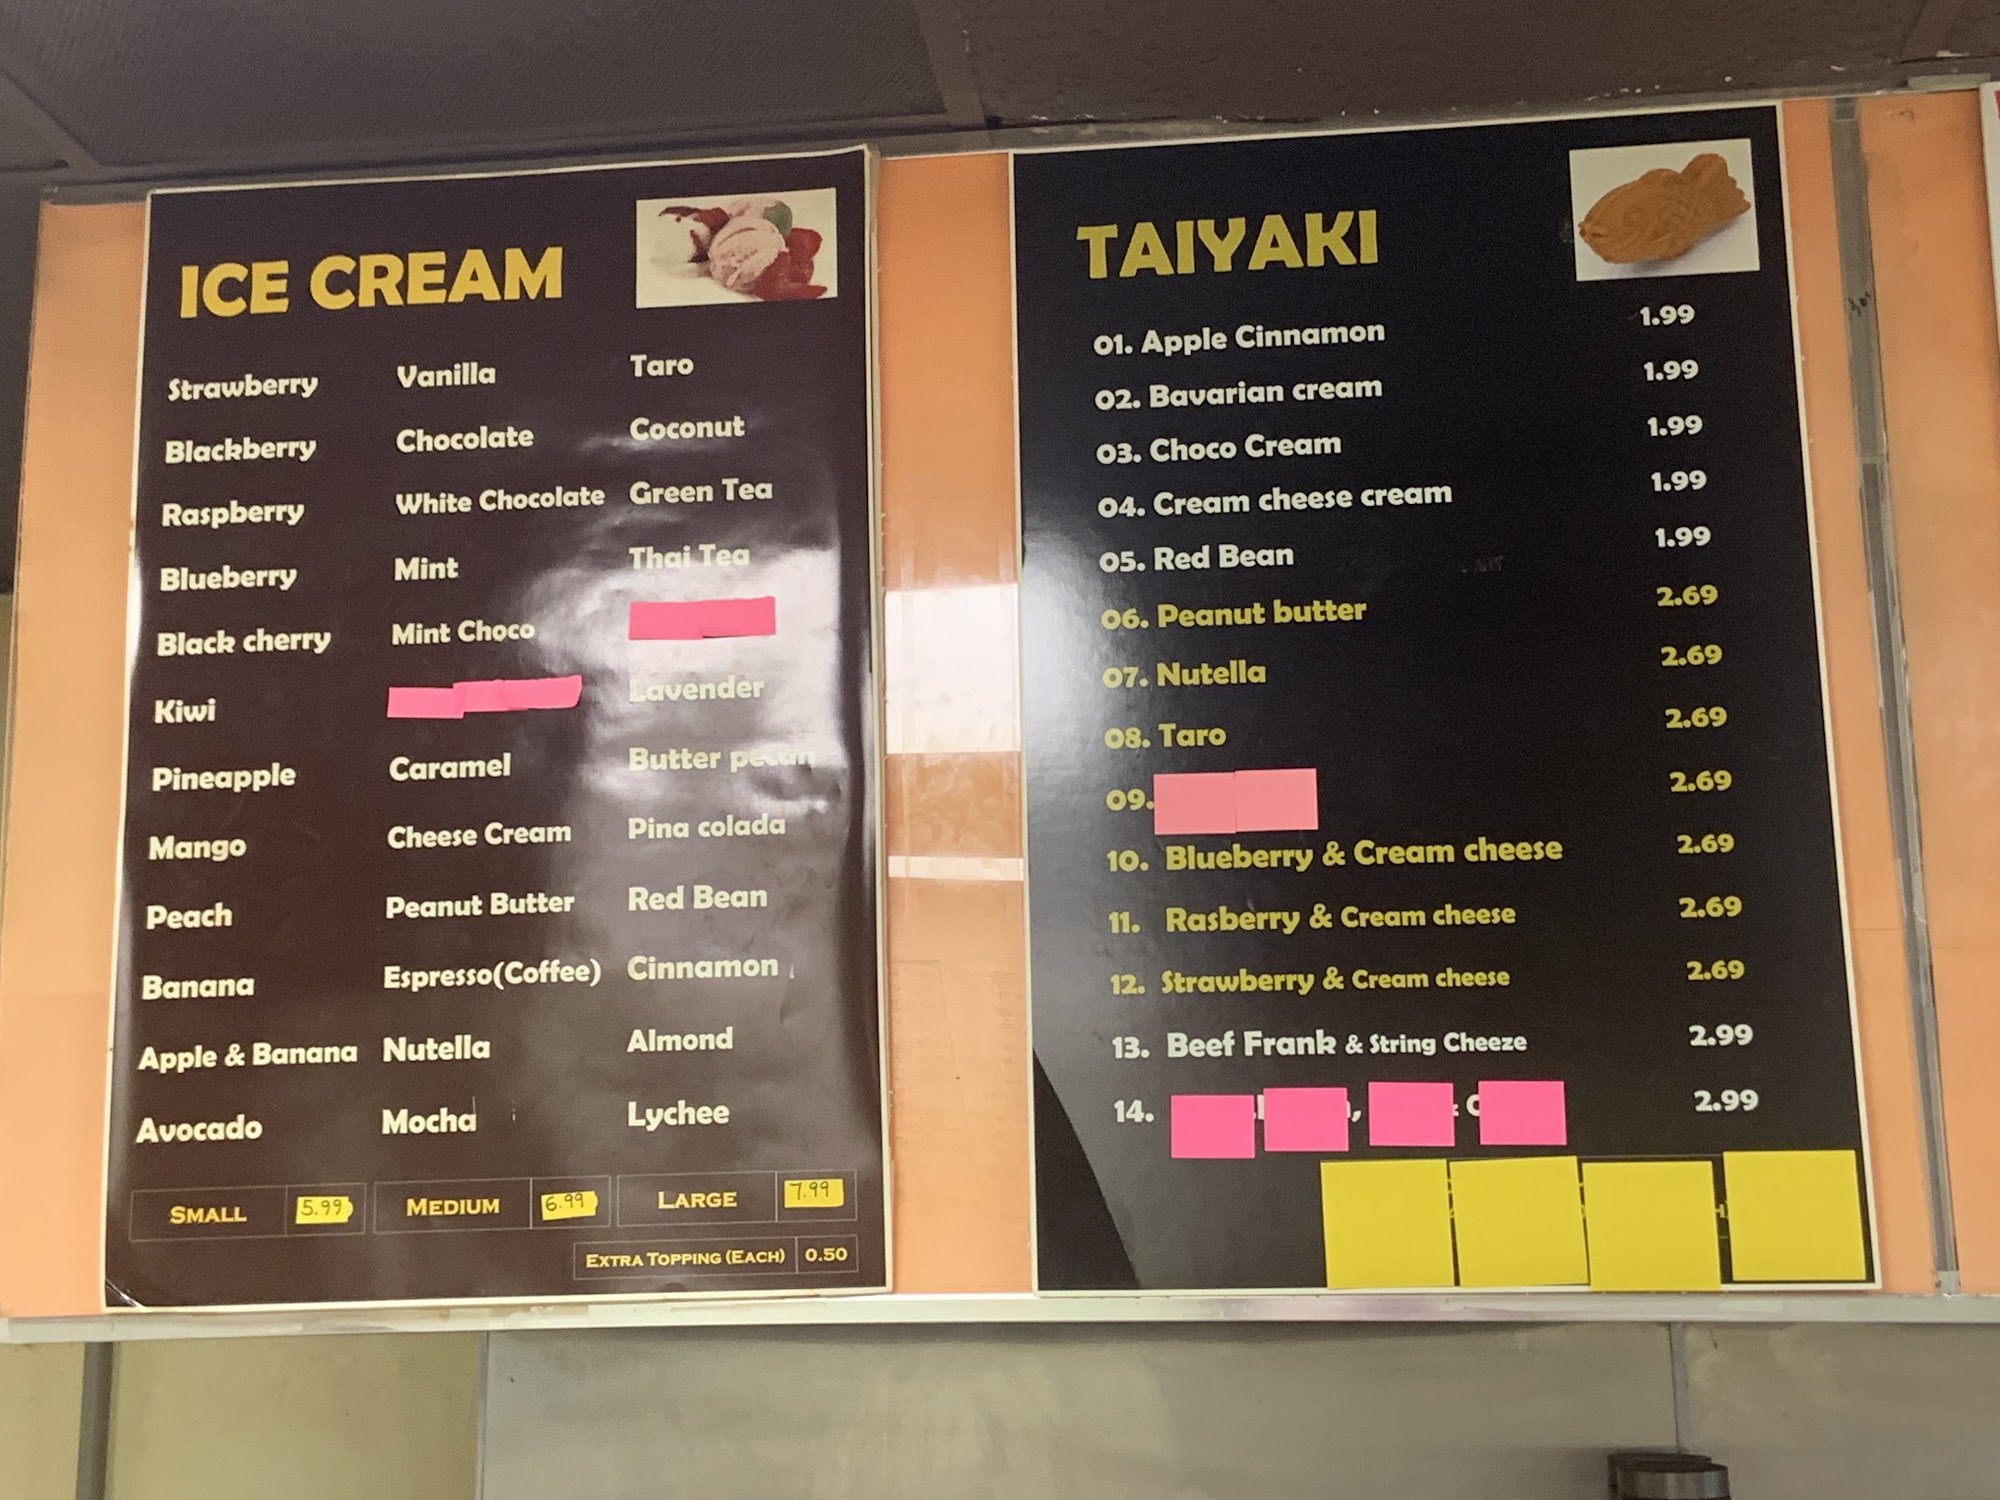 ICE CREAM
Strawberry Vanilla Taro
Blackberry Chocolate Coconut
Raspberry White Chocolate Green Tea
Blueberry Mint Thai Tea
Black cherry Mint Choco
Kiwi Lavender
Pineapple Caramel Butter pecan
Mango Cheese Cream Pina colada
Peach Peanut Butter Red Bean
Banana Espresso(Coffee) Cinnamon
Apple & Banana Nutella Almond
Avocado Mocha Lychee
SMALL 5.99 MEDIUM 6.99 LARGE 7.99
EXTRA TOPPING (EACH) 0.50
TAIYAKI
01. Apple Cinnamon 1.99
02. Bavarian cream 1.99
03. Choco Cream 1.99
04. Cream cheese cream 1.99
05. Red Bean 1.99
06. Peanut butter 2.69
07. Nutella 2.69
08. Taro 2.69
09. 2.69
10. Blueberry & Cream cheese 2.69
11. Rasberry & Cream cheese 2.69
12. Strawberry & Cream cheese 2.69
13. Beef Frank & String Cheeze 2.99
14. 2.99